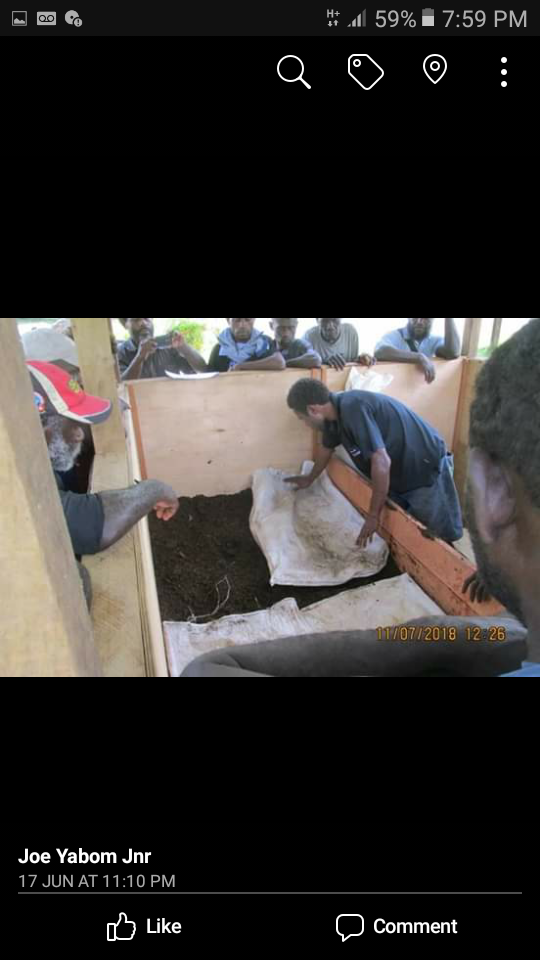 H+ 59% 7:59 PM
11/07/2018 12:26
Joe Yabom Jnr
17 JUN AT 11:10 PM
Like Comment